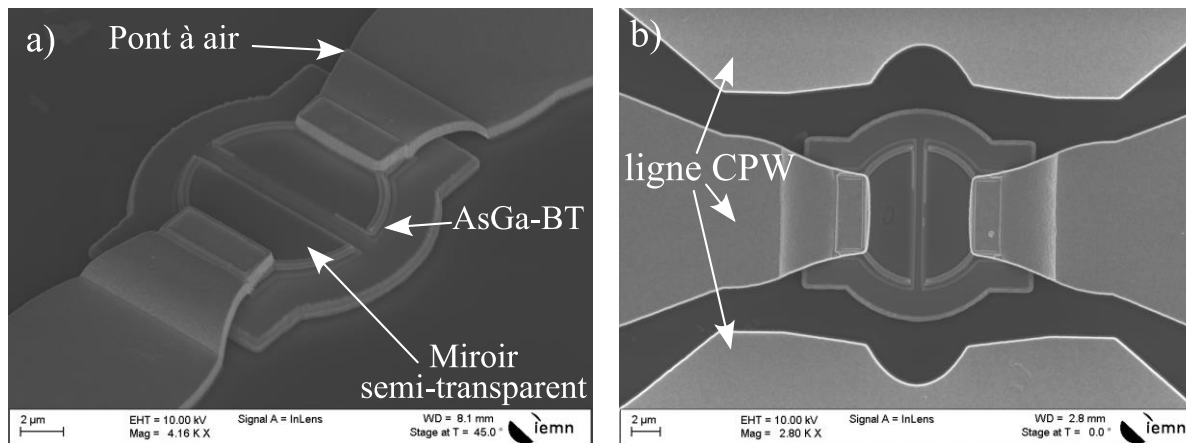 a)
Pont à air
AsGa-BT
Miroir
semi-transparent
2 µm
EHT = 10.00 kV
Mag = 4.16 K X
Signal A = InLens
WD = 8.1 mm
Stage at T = 45.0 °
iemn
b)
ligne CPW
2 µm
EHT = 10.00 kV
Mag = 2.80 K X
Signal A = InLens
WD = 2.8 mm
Stage at T = 0.0 °
iemn